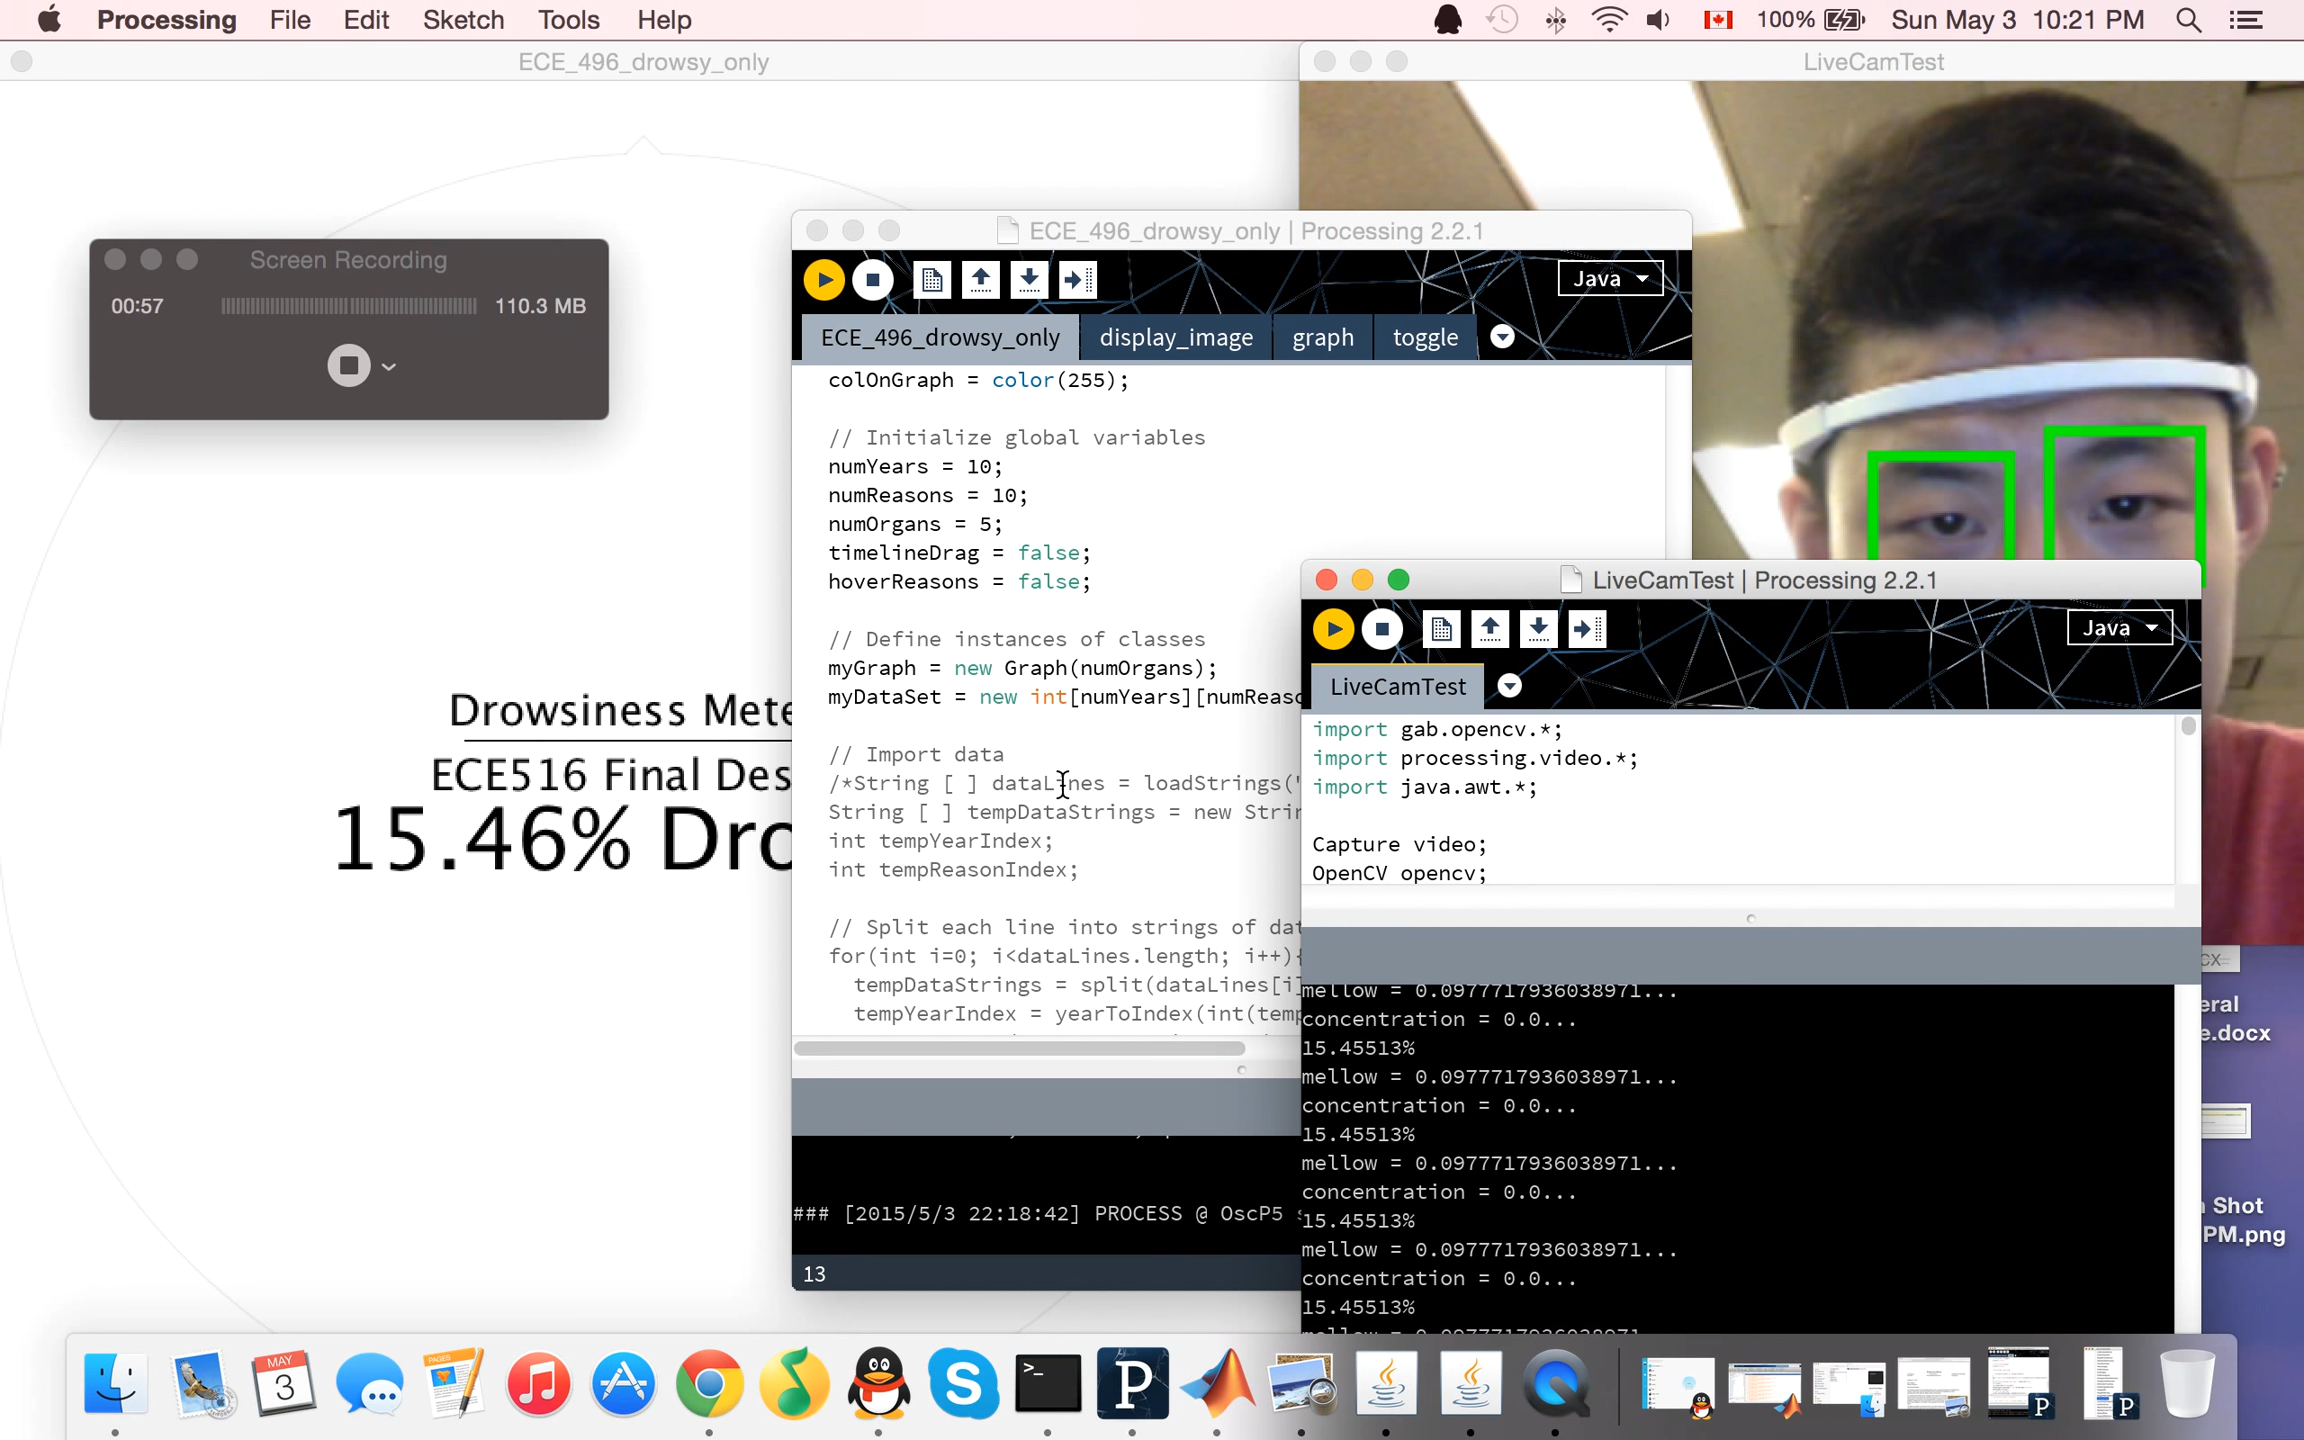 Processing File Edit Sketch Tools Help 100% Sun May 3 10:21 PM
ECE_496_drowsy_only
LiveCamTest
Screen Recording
00:57 110.3 MB
Drowsiness
ECE516 Final
15.46%
ECE_496_drowsy_only | Processing 2.2.1
Java
ECE_496_drowsy_only display_image graph toggle
colOnGraph = color(255);
// Initialize global variables
numYears = 10;
numReasons = 10;
numOrgans = 5;
timelineDrag = false;
hoverReasons = false;
// Define instances of classes
myGraph = new Graph(numOrgans);
myDataSet = new int[numYears][numReaso
// Import data
/*String [ ] dataLines = loadStrings("
String [ ] tempDataStrings = new Strin
int tempYearIndex;
int tempReasonIndex;
// Split each line into strings of dat
for(int i=0; i<dataLines.length; i++){
tempDataStrings = split(dataLines[i]
tempYearIndex = yearToIndex(int(temp
### [2015/5/3 22:18:42] PROCESS @ OscP5 s
13
LiveCamTest | Processing 2.2.1
Java
LiveCamTest
import gab.opencv.*;
import processing.video.*;
import java.awt.*;
Capture video;
OpenCV opencv;
mellow = 0.0977717936038971...
concentration = 0.0...
15.45513%
mellow = 0.0977717936038971...
concentration = 0.0...
15.45513%
mellow = 0.0977717936038971...
concentration = 0.0...
15.45513%
mellow = 0.0977717936038971...
concentration = 0.0...
15.45513%
eral
e.docx
Shot
PM.png
MAY
3
PAGES
P
S